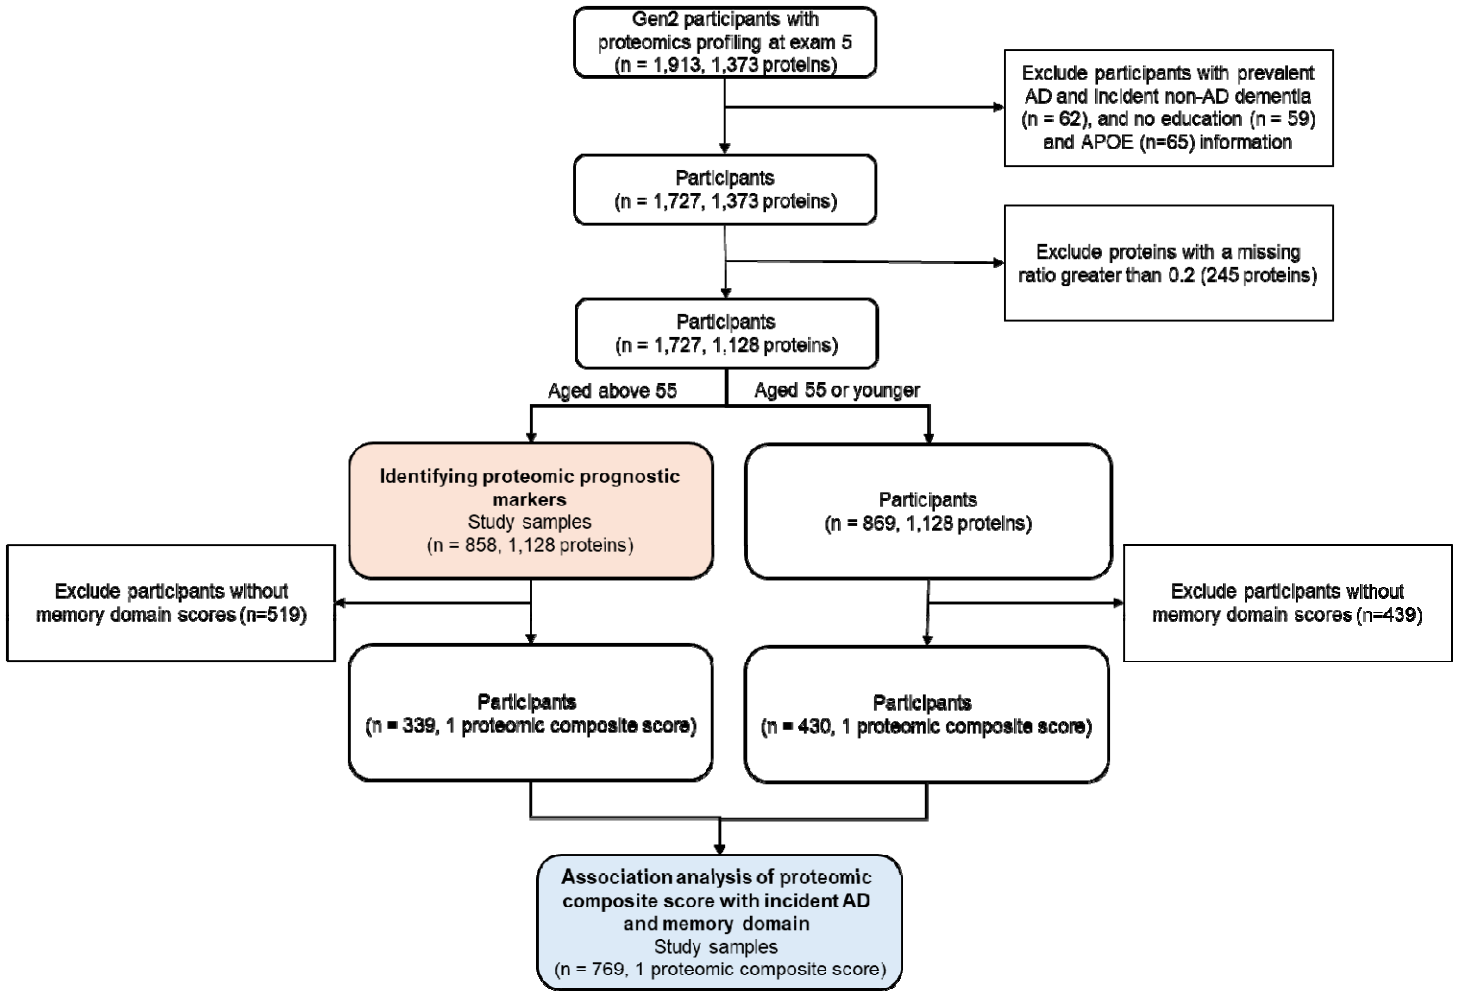 Gen2 participants with
proteomics profiling at exam 5
(n = 1,913, 1,373 proteins)
Exclude participants with prevalent
AD and incident non-AD dementia
(n = 62), and no education (n = 59)
and APOE (n=65) information
Participants
(n = 1,727, 1,373 proteins)
Exclude proteins with a missing
ratio greater than 0.2 (245 proteins)
Participants
(n = 1,727, 1,128 proteins)
Aged above 55
Aged 55 or younger
Identifying proteomic prognostic
markers
Study samples
(n = 858, 1,128 proteins)
Participants
(n = 869, 1,128 proteins)
Exclude participants without
memory domain scores (n=519)
Exclude participants without
memory domain scores (n=439)
Participants
(n = 339, 1 proteomic composite score)
Participants
(n = 430, 1 proteomic composite score)
Association analysis of proteomic
composite score with incident AD
and memory domain
Study samples
(n = 769, 1 proteomic composite score)